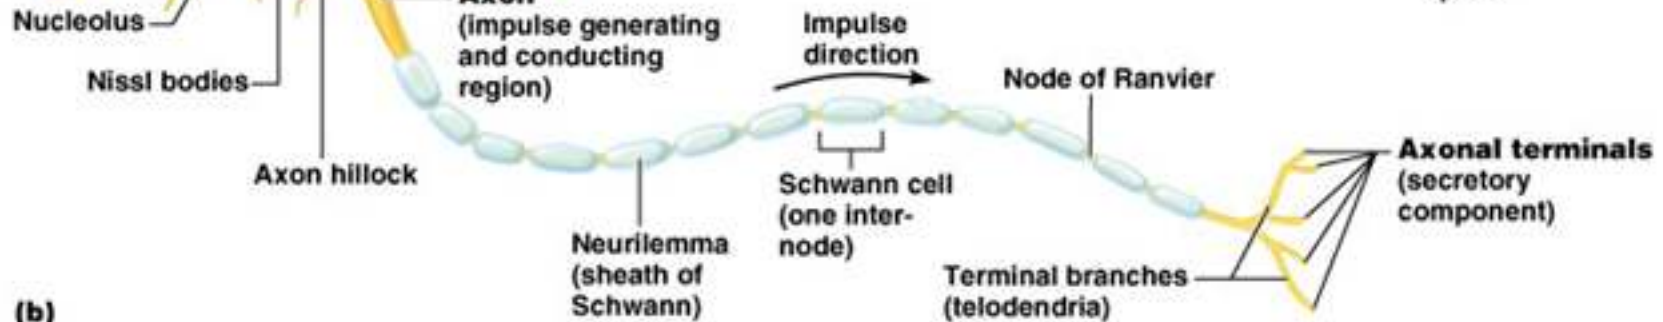 Nucleolus
Nissl bodies
Axon hillock
Axon
(impulse generating
and conducting
region)
Neurilemma
(sheath of
Schwann)
Impulse
direction
Schwann cell
(one inter-
node)
Node of Ranvier
Terminal branches
(telodendria)
Axonal terminals
(secretory
component)
(b)